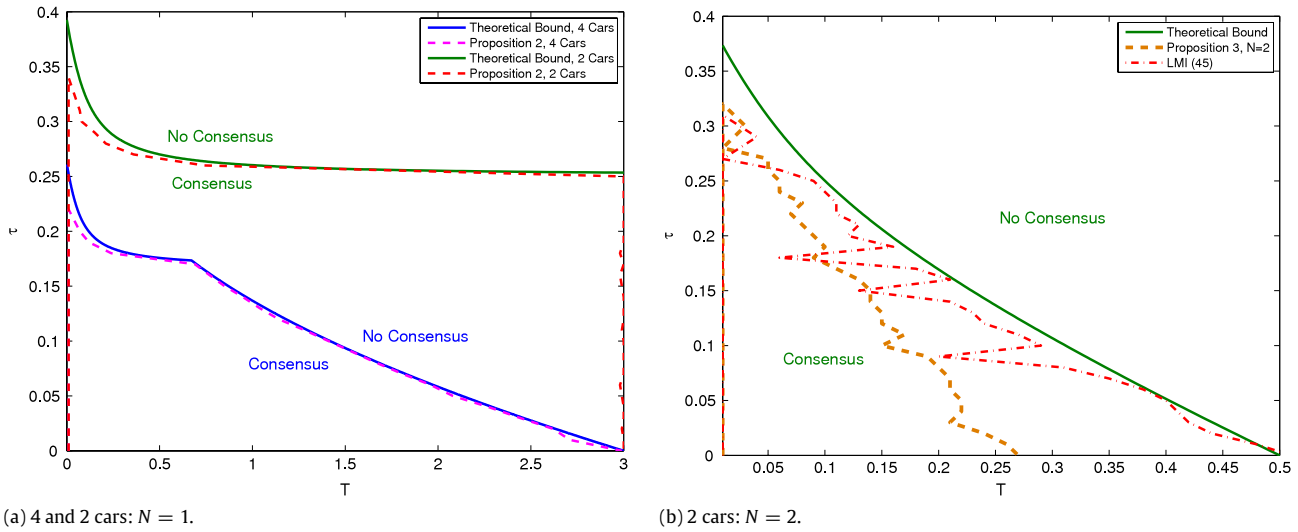 0.4
0.35
0.3
0.25
0.2
0.15
0.1
0.05
0
τ
0
0.5
1
1.5
2
2.5
3
T
Theoretical Bound, 4 Cars
Proposition 2, 4 Cars
Theoretical Bound, 2 Cars
Proposition 2, 2 Cars
No Consensus
Consensus
No Consensus
Consensus
(a) 4 and 2 cars: N = 1.
0.4
0.35
0.3
0.25
0.2
0.15
0.1
0.05
0
τ
0.05
0.1
0.15
0.2
0.25
0.3
0.35
0.4
0.45
0.5
T
Theoretical Bound
Proposition 3, N=2
LMI (45)
No Consensus
Consensus
(b) 2 cars: N = 2.